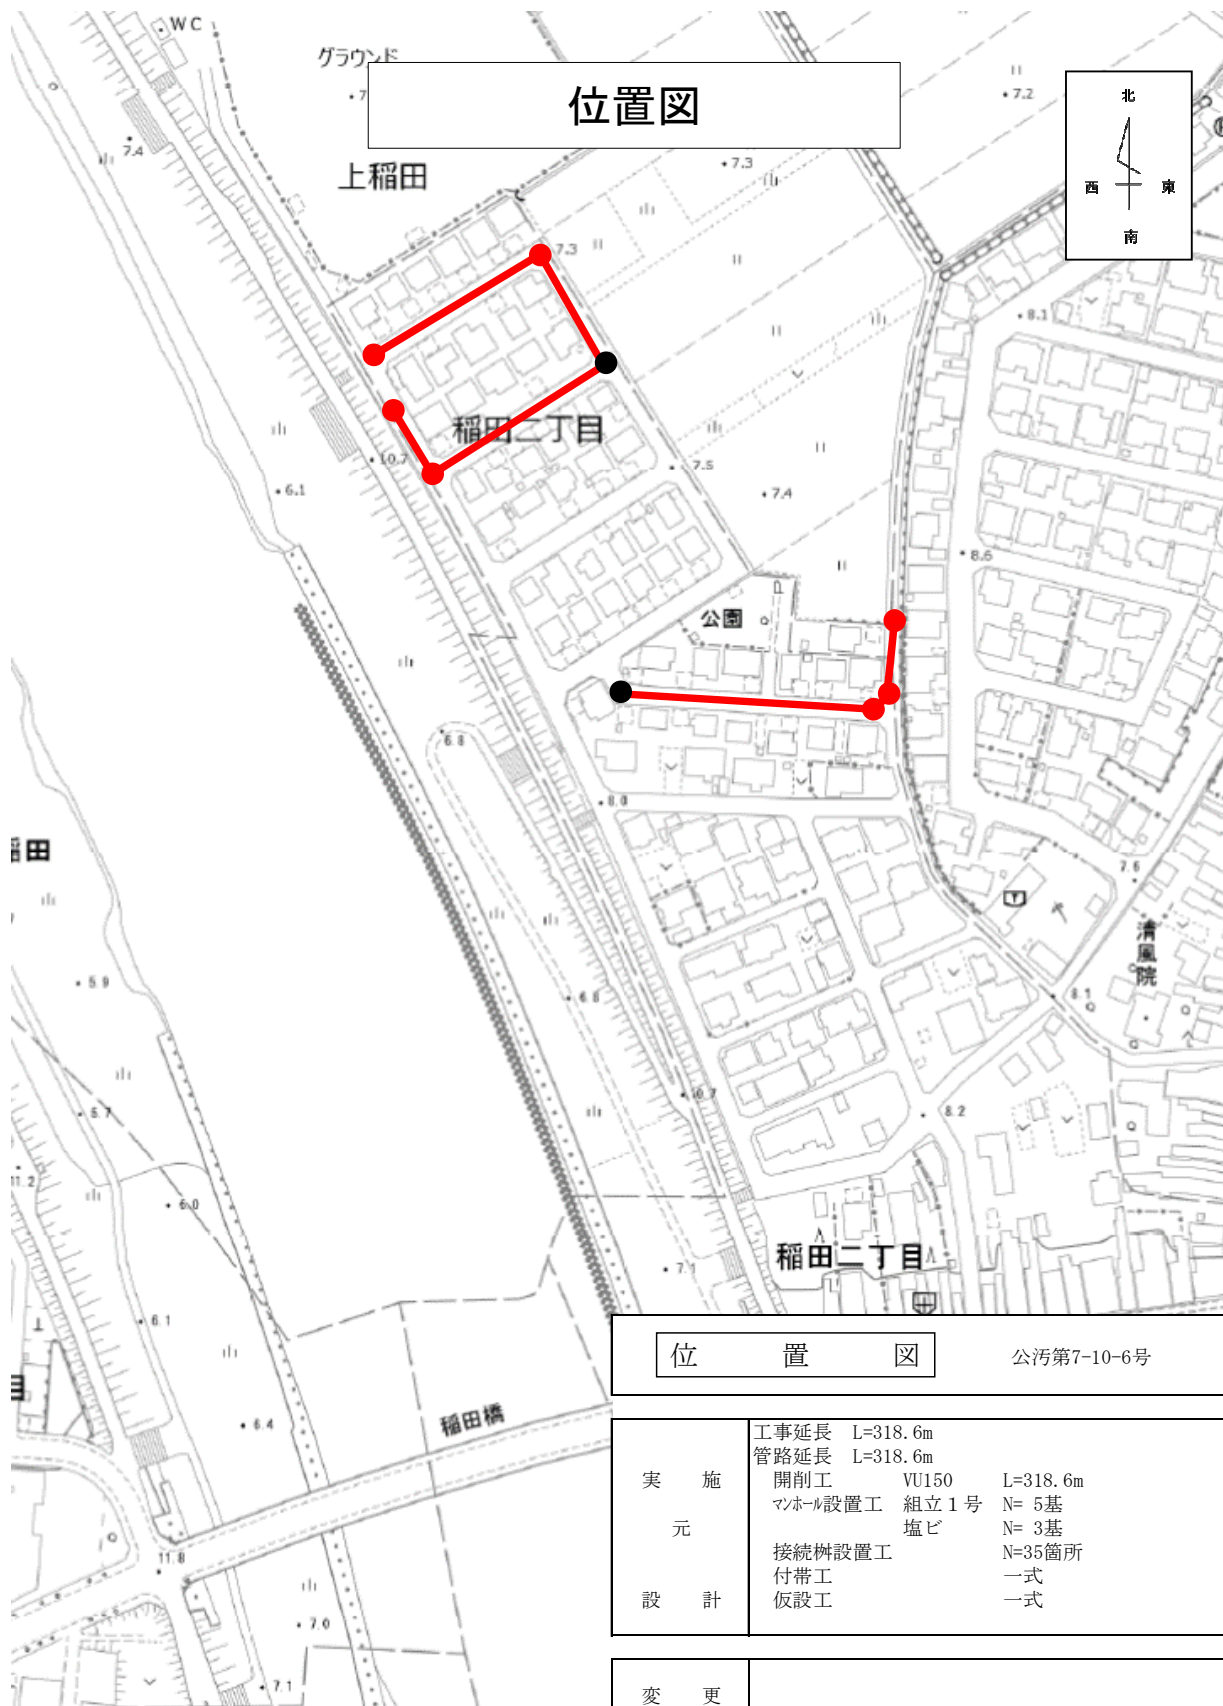 WC
グラウンド
位置図
北
西 東
南
・7.2
7.4
・7.3
上稲田
7.3
・8.1
稲田二丁目
・10.7
・6.1
・7.5
・7.4
・8.6
公園
6.8
・8.0
稲田
7.6
清風院
・5.9
・6.8
・8.1
・10.7
・6.7
・8.2
11.2
・6.0
稲田二丁目
・7.1
・6.1
位置図 公汚第7-10-6号
目
・6.4
稲田橋
工事延長 L=318.6m
管路延長 L=318.6m
実施 開削工 VU150 L=318.6m
マンホール設置工 組立1号 N= 5基
元 塩ビ N= 3基
接続桝設置工 N=35箇所
11.8
付帯工 一式
設計 仮設工 一式
・7.0
・7.1
変更